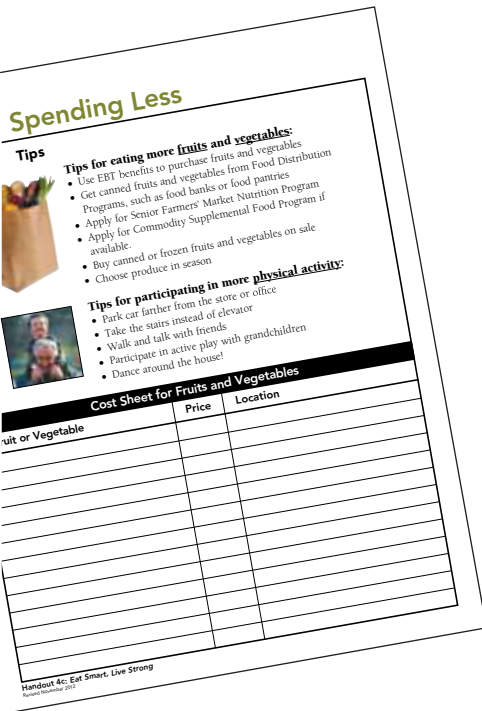 Spending Less
Tips
Tips for eating more fruits and vegetables:
• Use EBT benefits to purchase fruits and vegetables
• Get canned fruits and vegetables from Food Distribution
Programs, such as food banks or food pantries
• Apply for Senior Farmers' Market Nutrition Program
• Apply for Commodity Supplemental Food Program if
available.
• Buy canned or frozen fruits and vegetables on sale
• Choose produce in season
Tips for participating in more physical activity:
• Park car farther from the store or office
• Take the stairs instead of elevator
• Walk and talk with friends
• Participate in active play with grandchildren
• Dance around the house!
Cost Sheet for Fruits and Vegetables
ruit or Vegetable Price Location
Handout 4c: Eat Smart, Live Strong
Revised November 2012